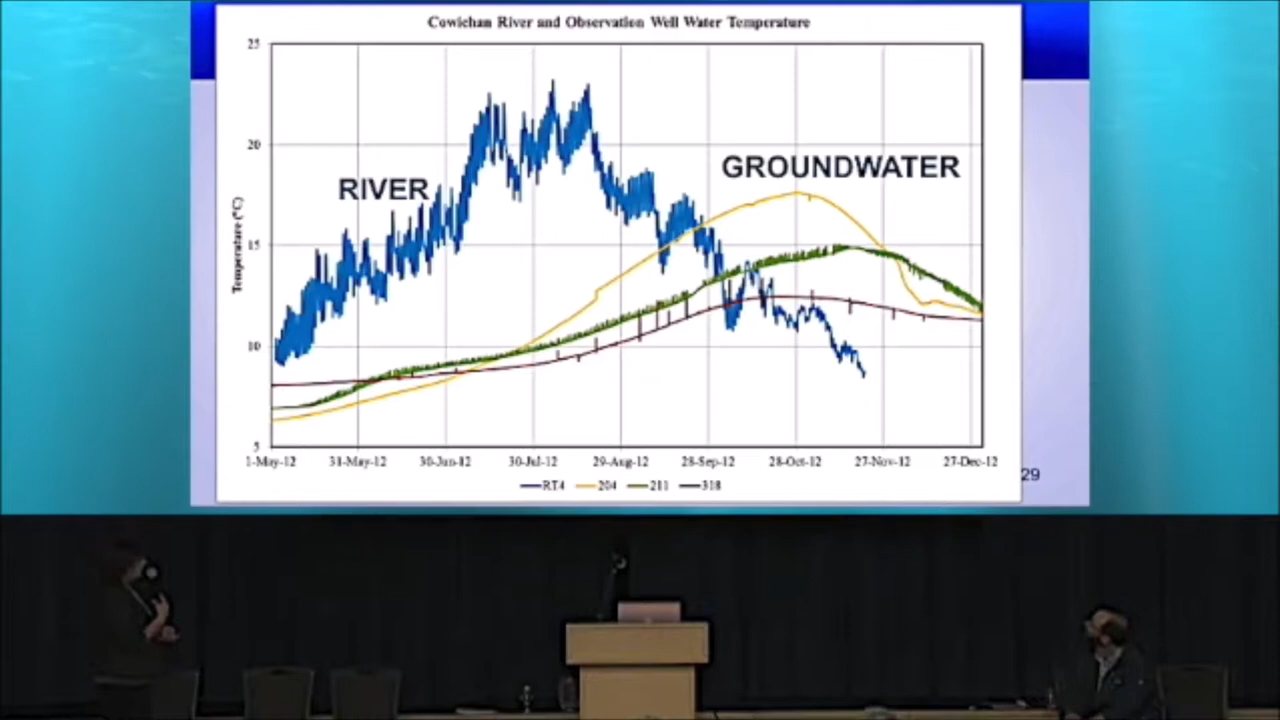 Cowichan River and Observation Well Water Temperature
25
20
15
10
5
Temperature (°C)
RIVER
GROUNDWATER
1-May-12 31-May-12 30-Jun-12 30-Jul-12 29-Aug-12 28-Sep-12 28-Oct-12 27-Nov-12 27-Dec-12
RT4 204 211 318
29